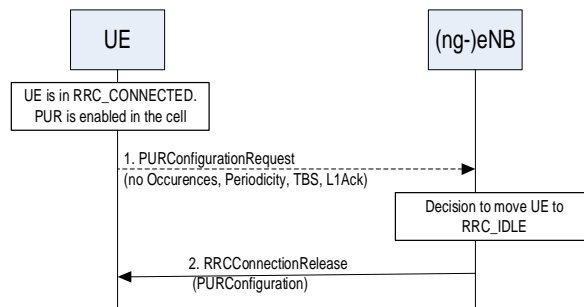 UE
(ng-)eNB
UE is in RRC_CONNECTED.
PUR is enabled in the cell
1. PURConfigurationRequest
(no Occurences, Periodicity, TBS, L1Ack)
Decision to move UE to
RRC_IDLE
2. RRCConnectionRelease
(PURConfiguration)